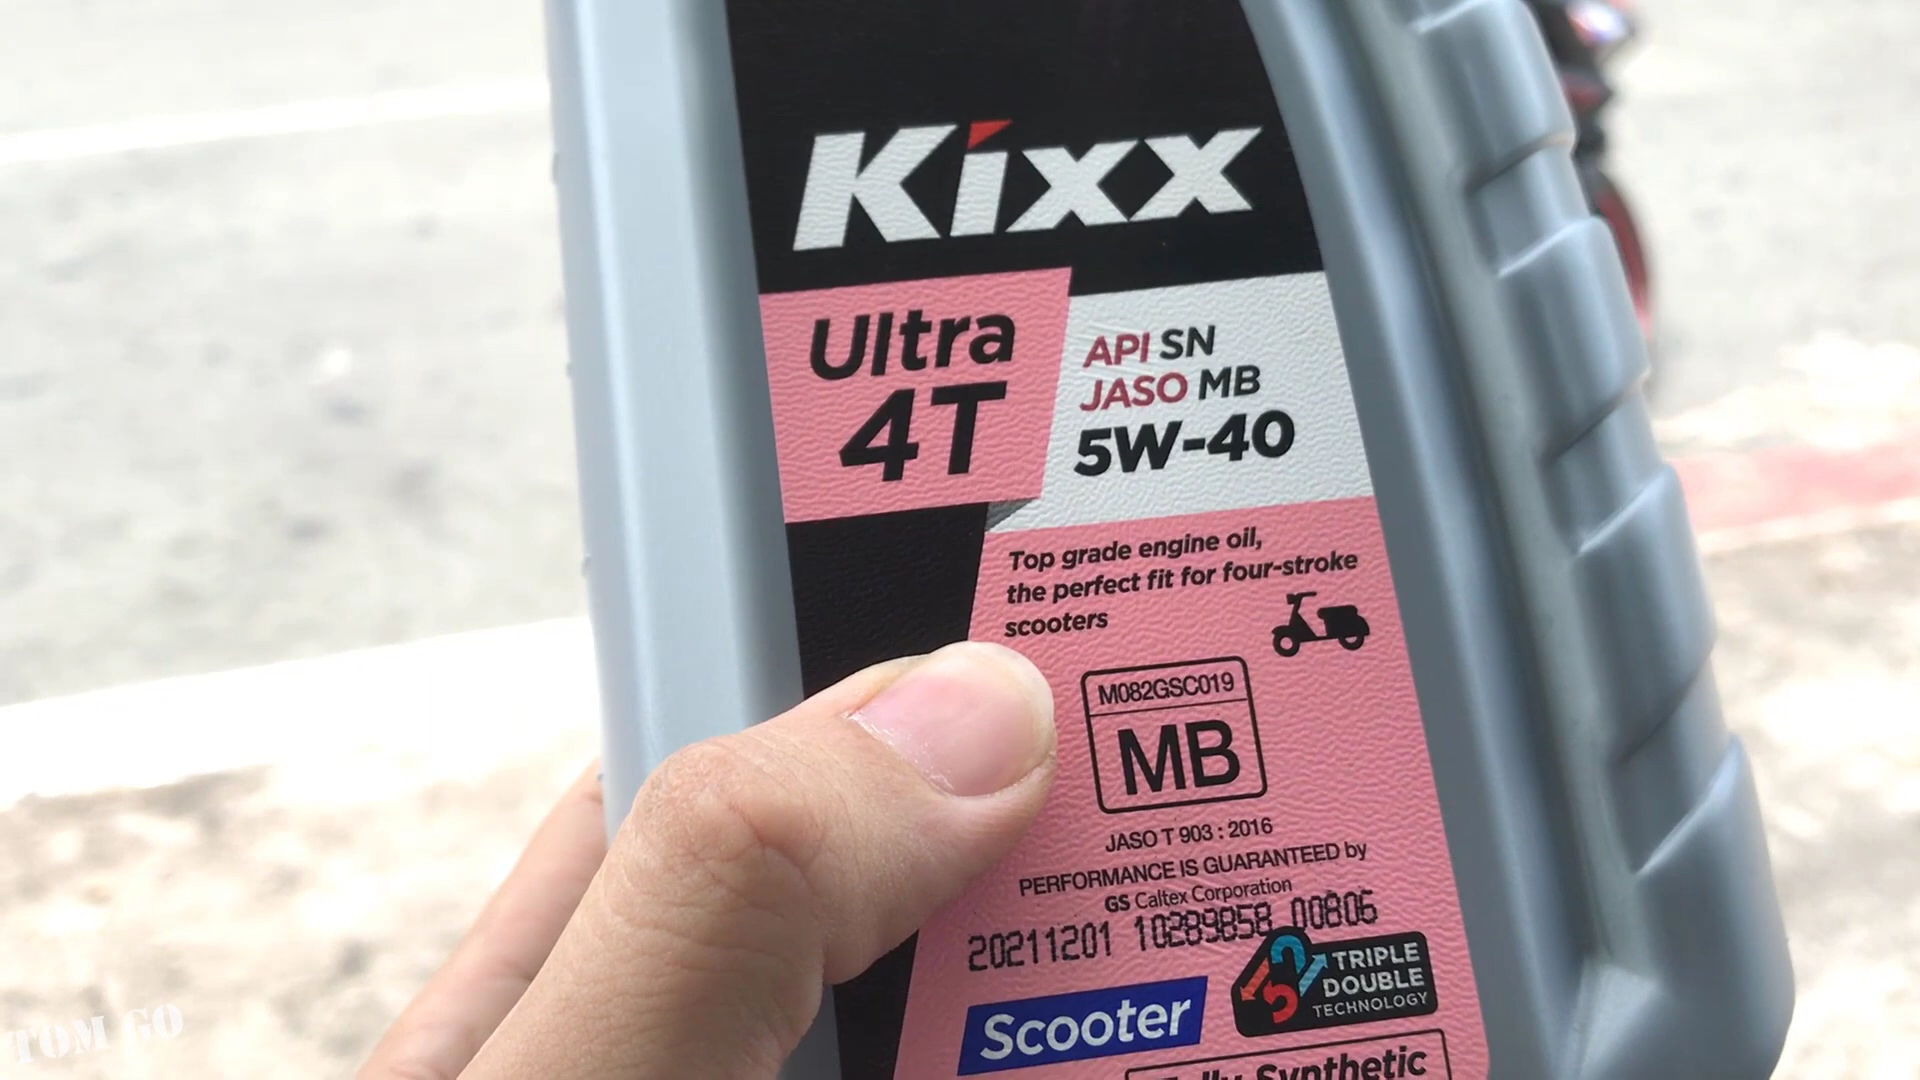 Kixx
Ultra
4T
API SN
JASO MB
5W-40
Top grade engine oil,
the perfect fit for four-stroke
scooters
M082GSC019
MB
JASO T 903 : 2016
PERFORMANCE IS GUARANTEED by
GS Caltex Corporation
20211201 10289858 00806
TRIPLE
DOUBLE
TECHNOLOGY
Scooter
Fully Synthetic
TOM GO